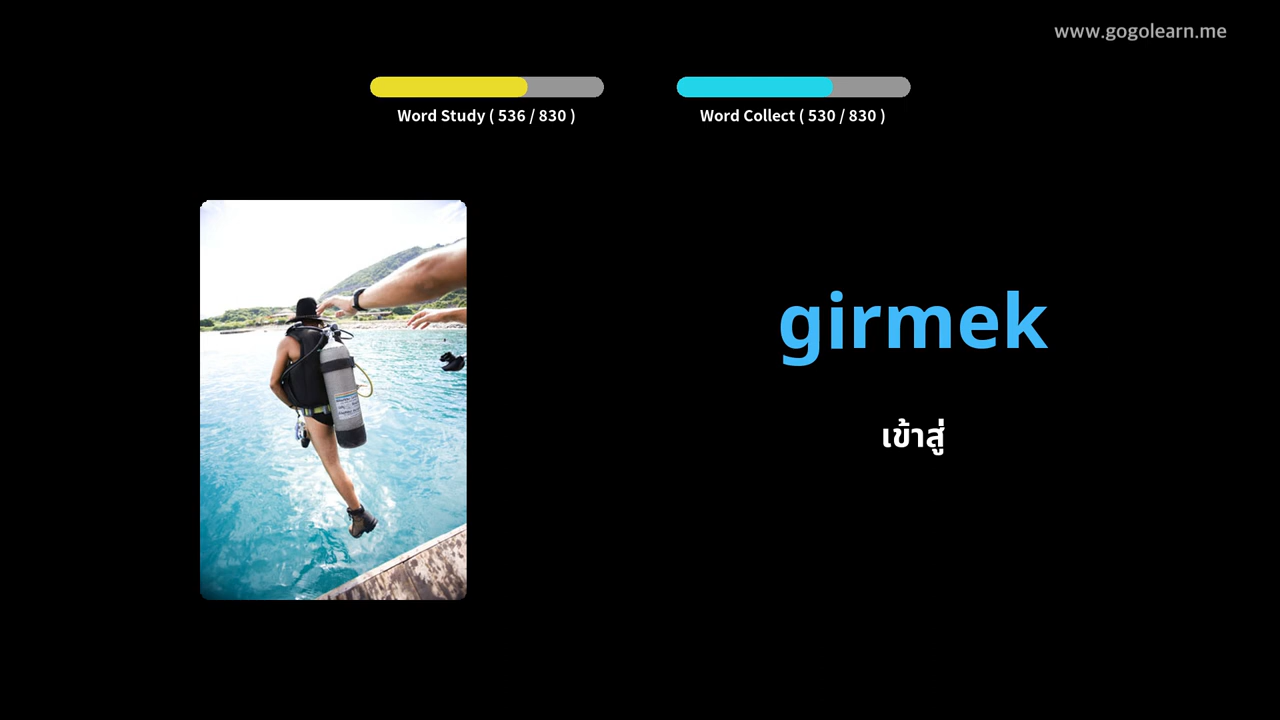 www.gogolearn.me
Word Study ( 536 / 830 )
Word Collect ( 530 / 830 )
girmek
เข้าสู่